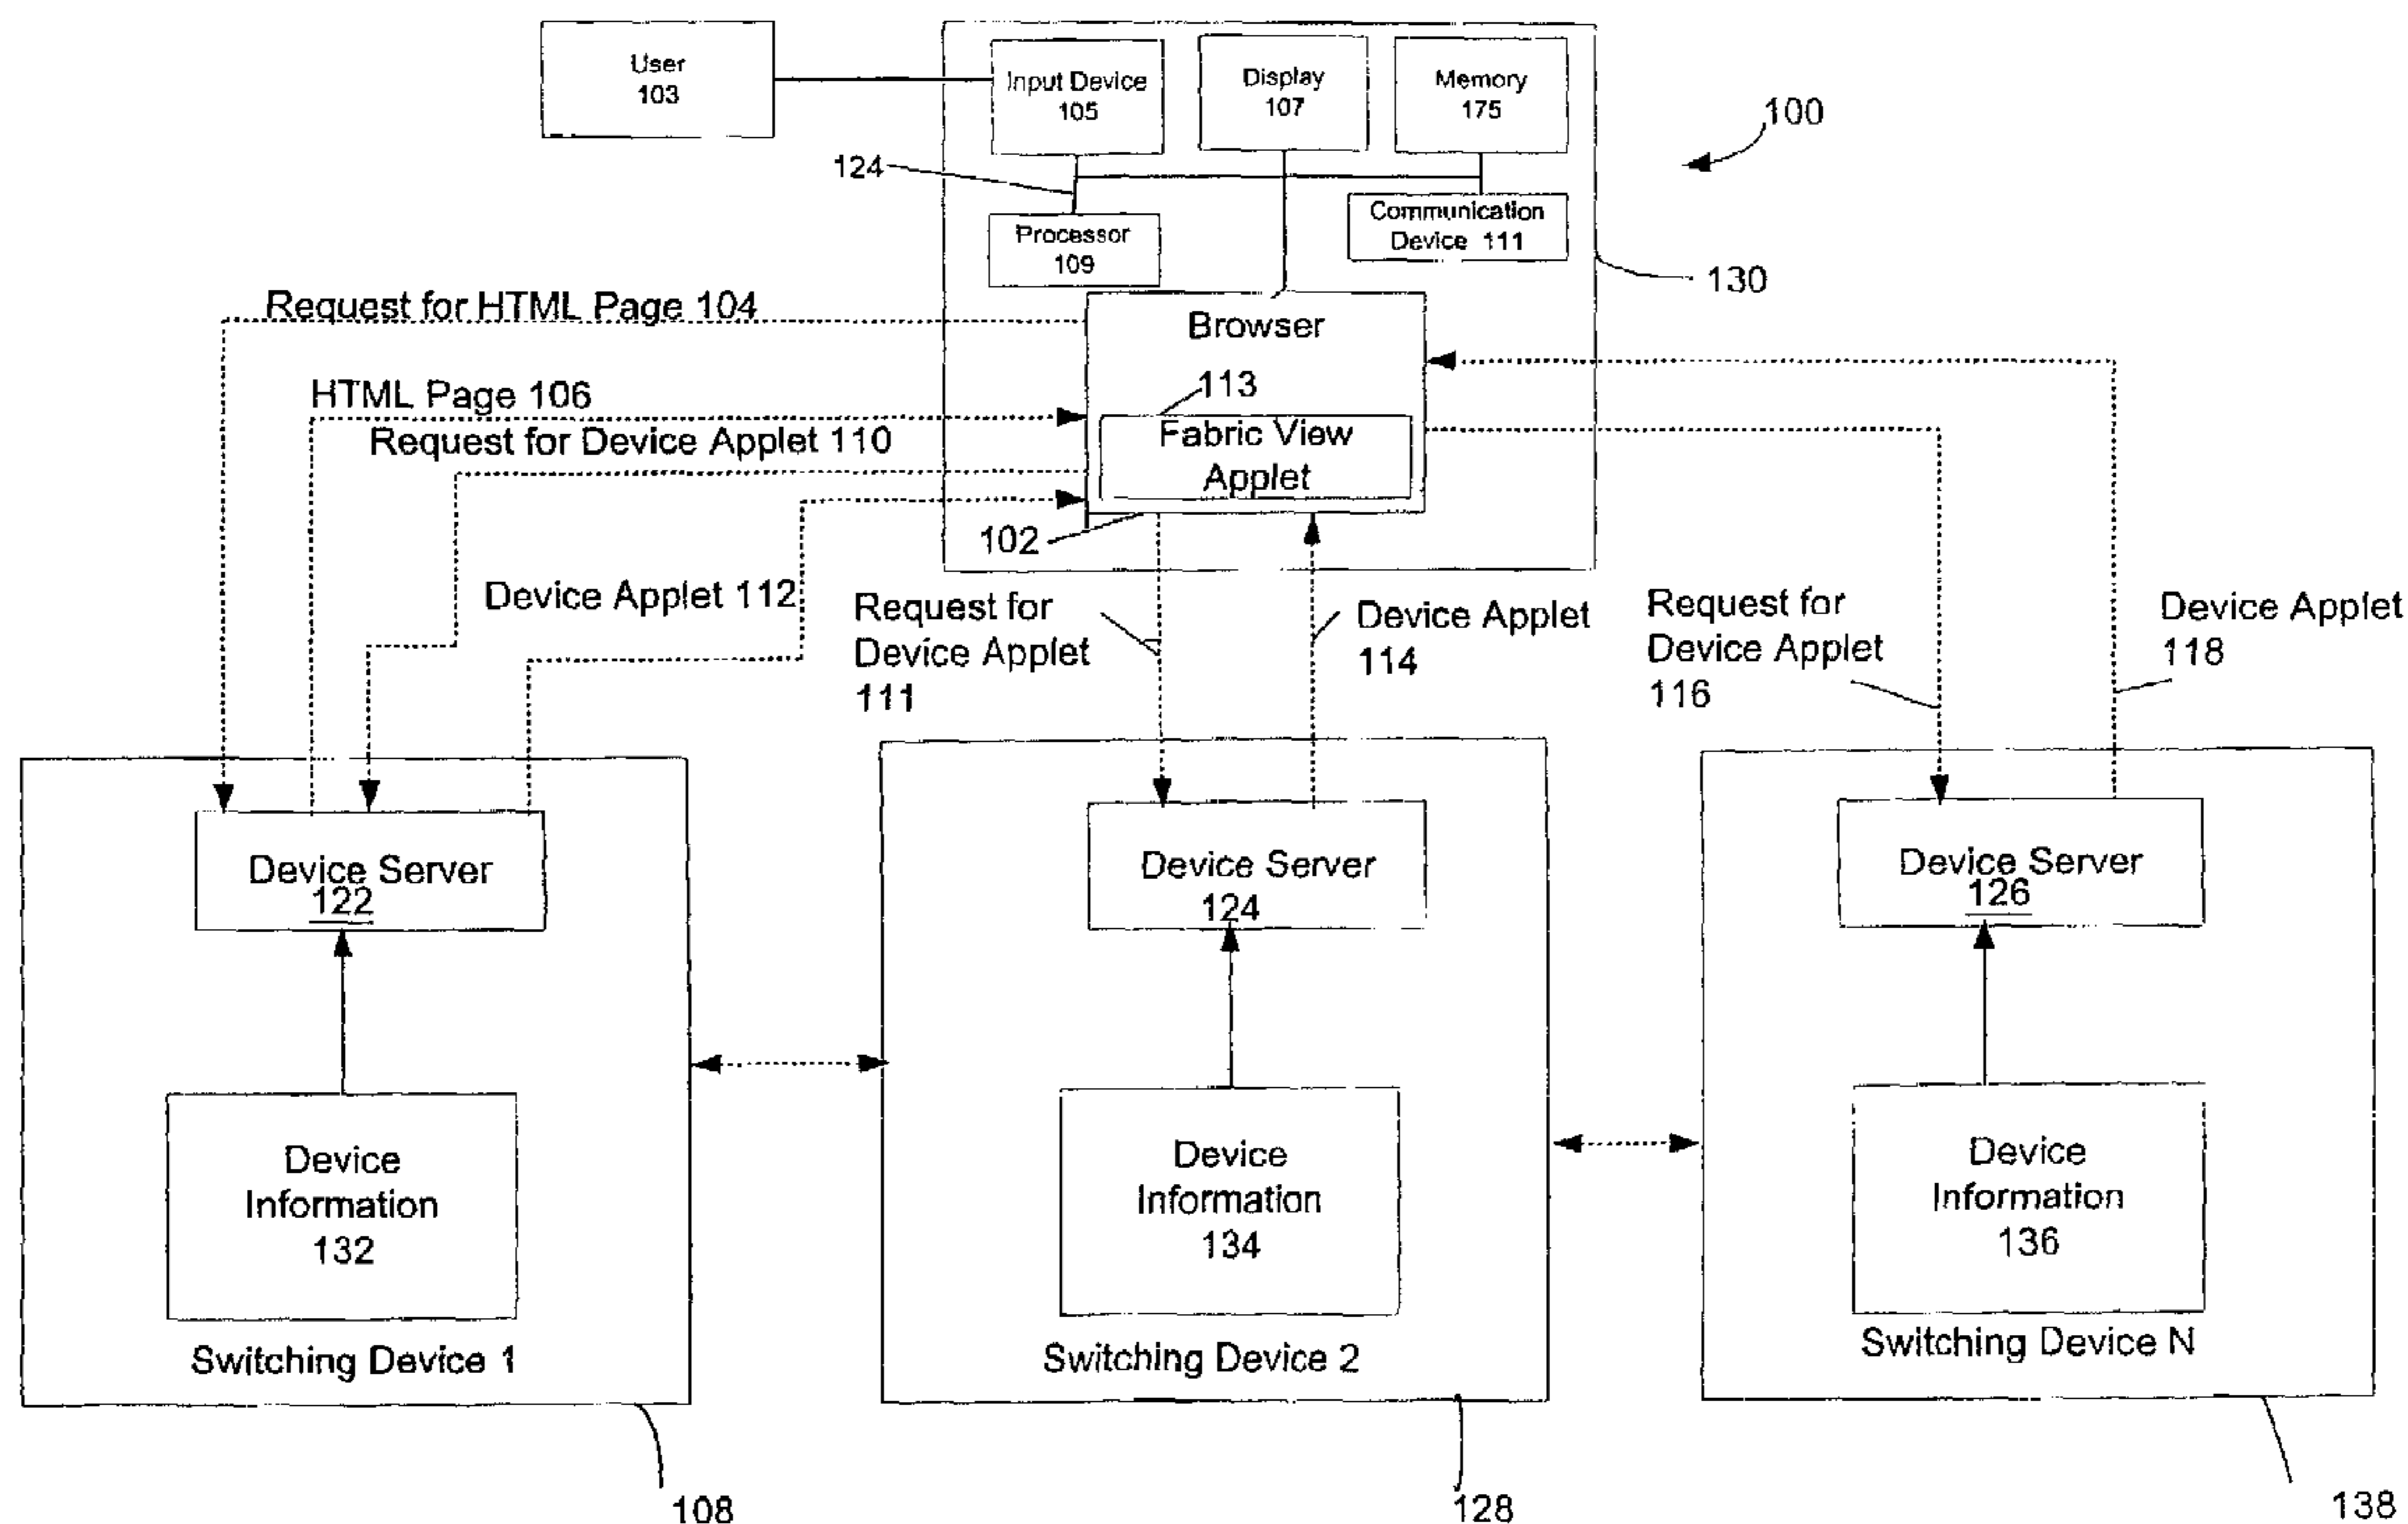 User
103
Input Device
105
Display
107
Memory
175
100
124
Processor
109
Communication
Device 111
130
Request for HTML Page 104
Browser
HTML Page 106
113
Request for Device Applet 110
Fabric View
Applet
102
Device Applet 112
Request for
Device Applet
111
Device Applet
114
Request for
Device Applet
116
Device Applet
118
Device Server
122
Device Server
124
Device Server
126
Device
Information
132
Device
Information
134
Device
Information
136
Switching Device 1
Switching Device 2
Switching Device N
108
128
138